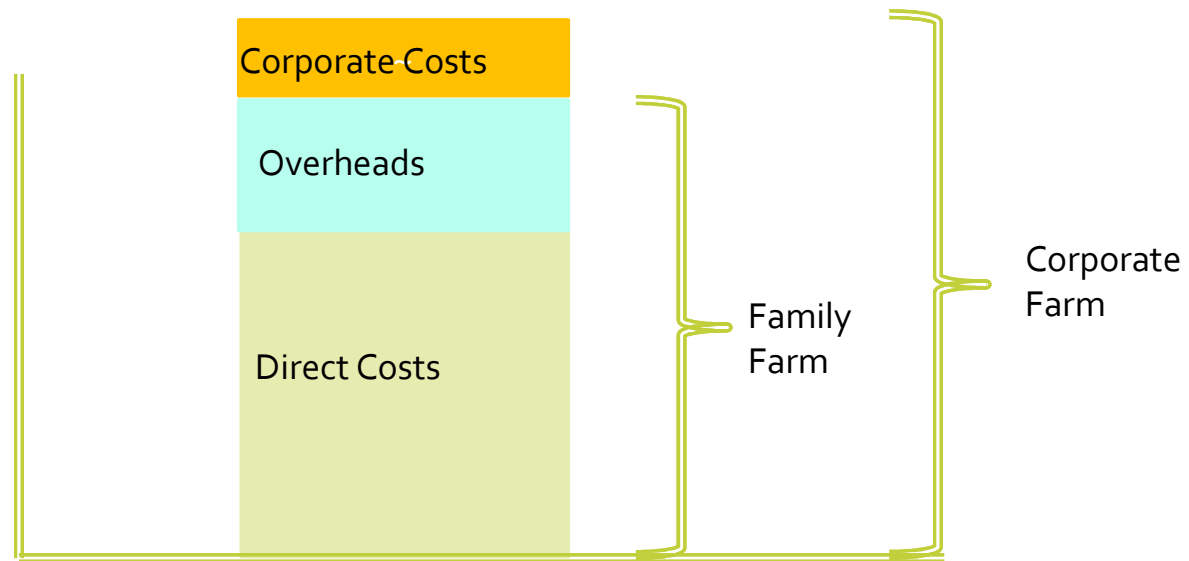 Corporate Costs
Overheads
Direct Costs
Family
Farm
Corporate
Farm